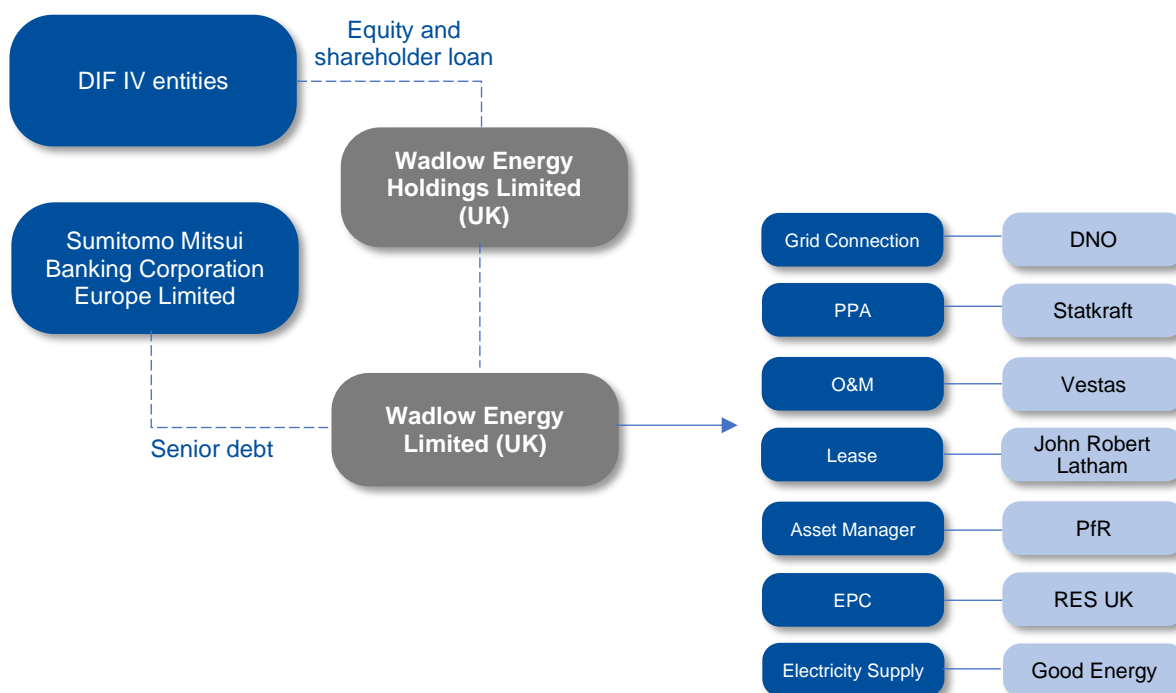 Equity and
shareholder loan
DIF IV entities
Wadlow Energy
Holdings Limited
(UK)
Sumitomo Mitsui
Banking Corporation
Europe Limited
Senior debt
Wadlow Energy
Limited (UK)
Grid Connection
DNO
PPA
Statkraft
O&M
Vestas
Lease
John Robert
Latham
Asset Manager
PfR
EPC
RES UK
Electricity Supply
Good Energy